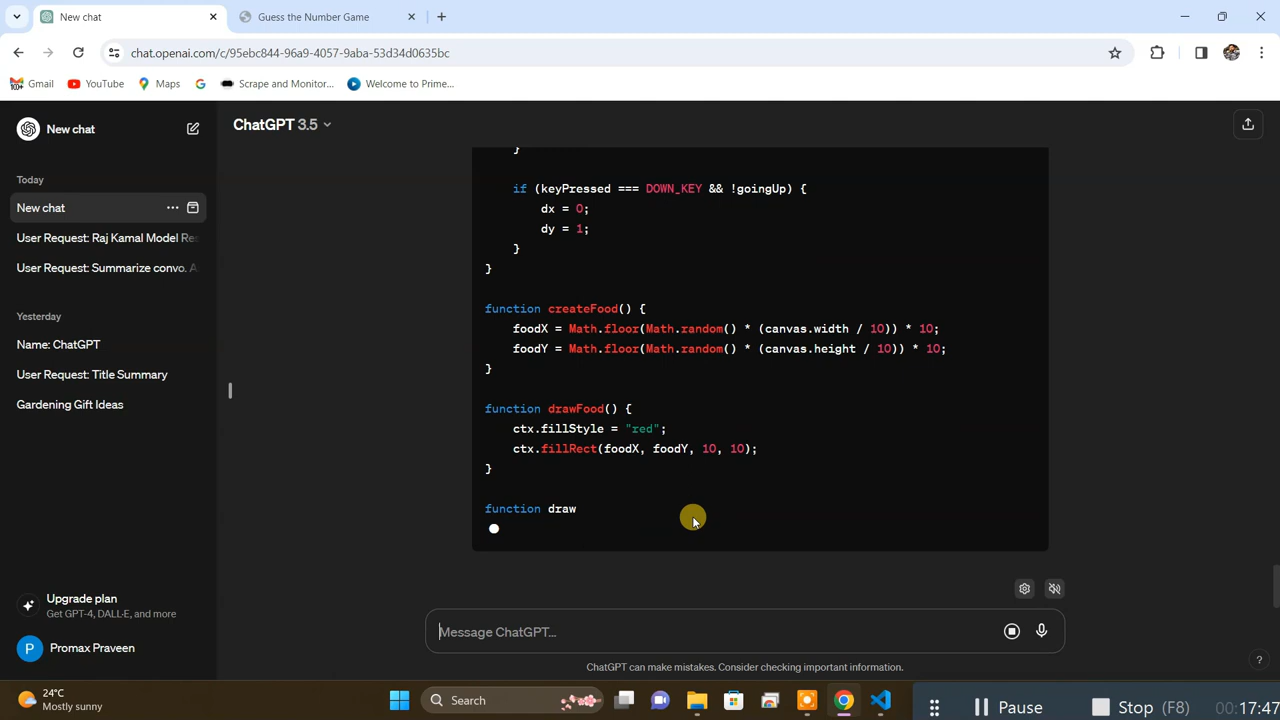 New chat
Guess the Number Game
chat.openai.com/c/95ebc844-96a9-4057-9aba-53d34d0635bc
Gmail
YouTube
Maps
Scrape and Monitor...
Welcome to Prime...
New chat
ChatGPT 3.5
Today
New chat
User Request: Raj Kamal Model Re
User Request: Summarize convo. A
Yesterday
Name: ChatGPT
User Request: Title Summary
Gardening Gift Ideas
}
if (keyPressed === DOWN_KEY && !goingUp) {
dx = 0;
dy = 1;
}
}
function createFood() {
foodX = Math.floor(Math.random() * (canvas.width / 10)) * 10;
foodY = Math.floor(Math.random() * (canvas.height / 10)) * 10;
}
function drawFood() {
ctx.fillStyle = "red";
ctx.fillRect(foodX, foodY, 10, 10);
}
function draw
Upgrade plan
Get GPT-4, DALL·E, and more
P
Promax Praveen
Message ChatGPT...
ChatGPT can make mistakes. Consider checking important information.
?
24°C
Mostly sunny
Search
Pause
Stop (F8)
00:17:47